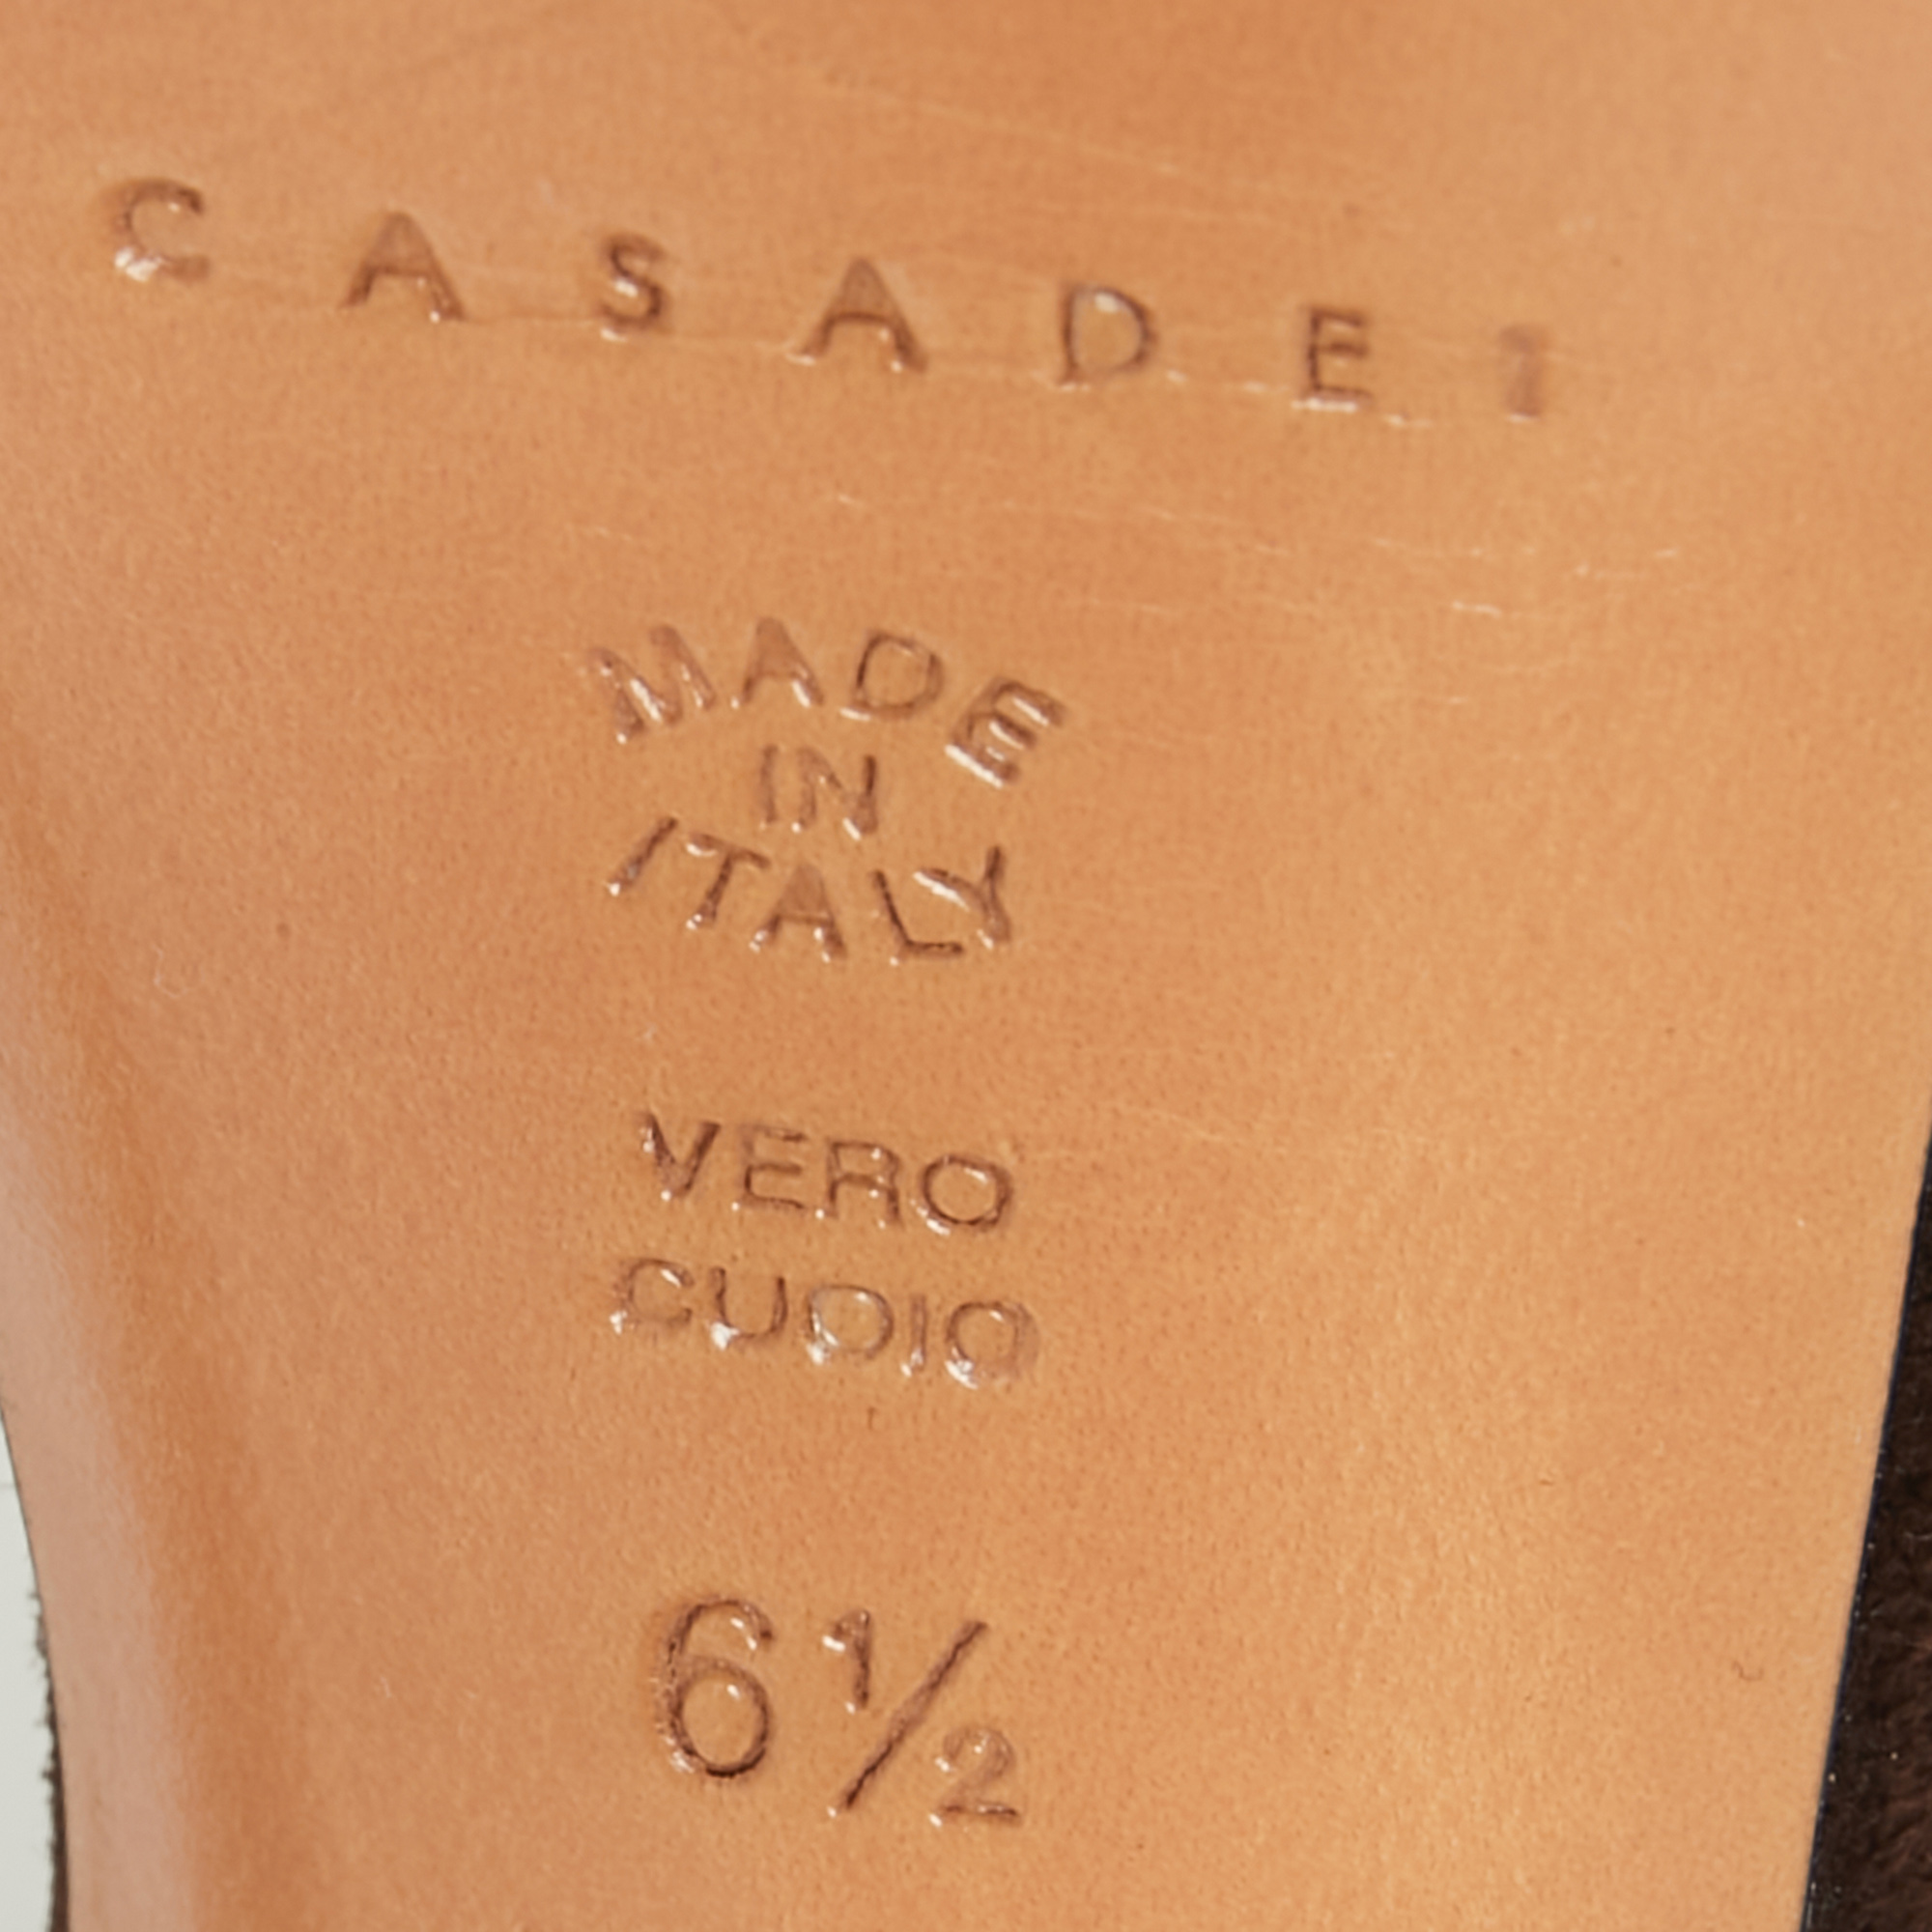 CASADEI
MADE
IN
ITALY
VERO
CUOIO
6½